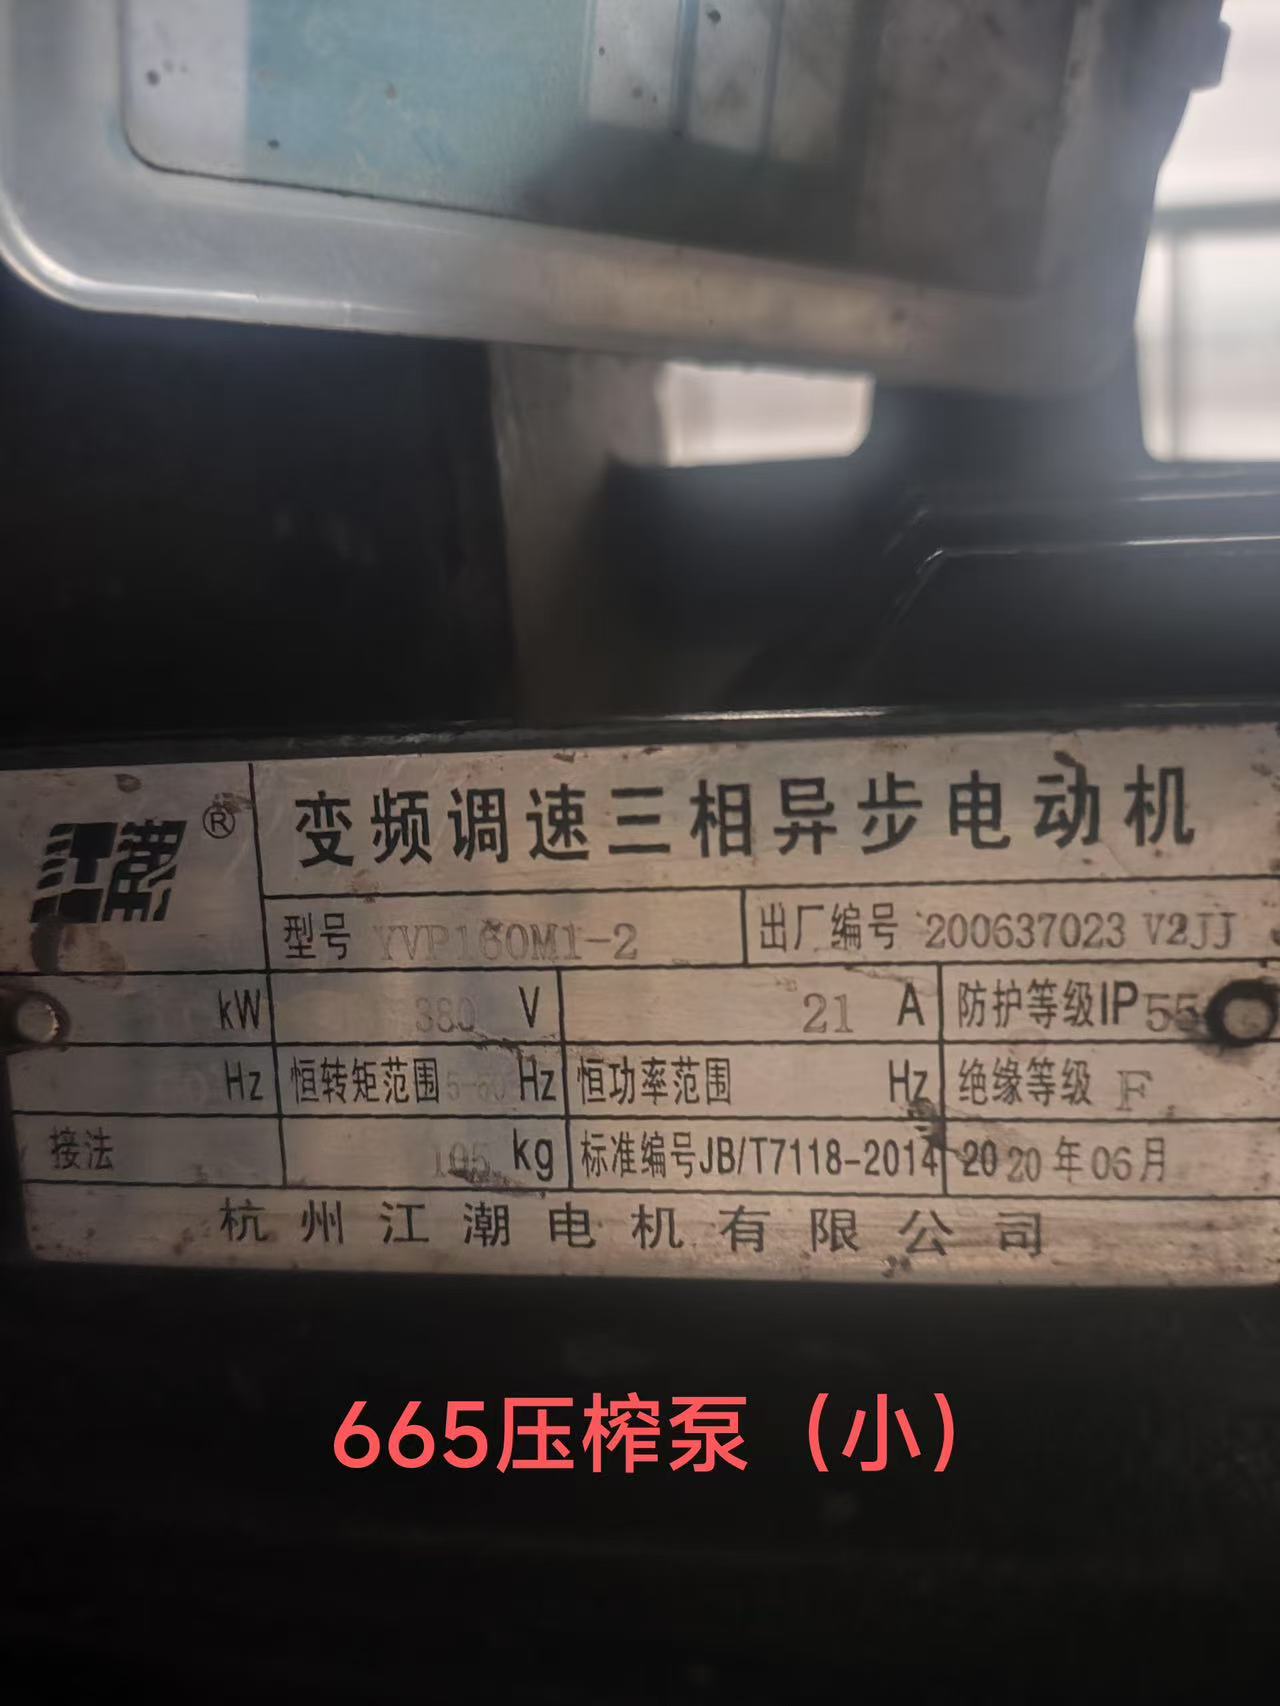 江潮®
变频调速三相异步电动机
型号 YVP160M1-2 出厂编号 200637023 V2JJ
kW 380 V 21 A 防护等级IP55
Hz 恒转矩范围5-50 Hz 恒功率范围 Hz 绝缘等级 F
接法 105 kg 标准编号JB/T7118-2014 2020年06月
杭州江潮电机有限公司
665压榨泵（小）